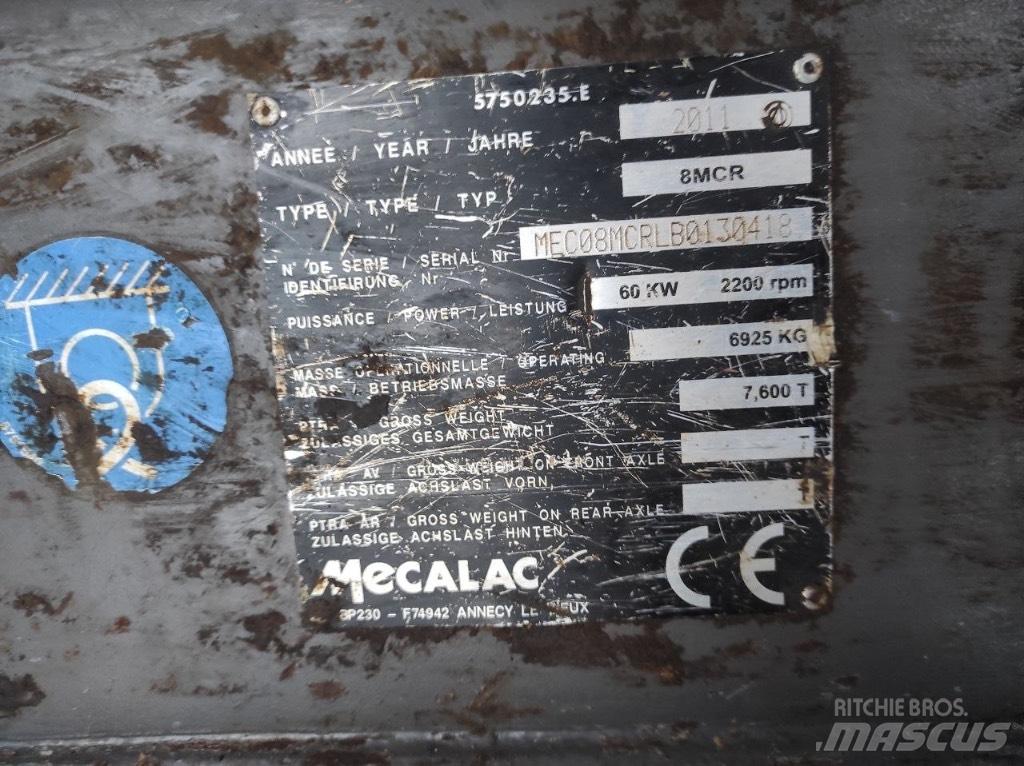 5750235.E
ANNEE / YEAR / JAHRE 2011
TYPE / TYPE / TYP 8MCR
N° DE SERIE / SERIAL Nr MEC08MCRLB0130418
IDENTIFIRUNG Nr
PUISSANCE / POWER / LEISTUNG 60 KW 2200 rpm
MASSE OPERATIONNELLE / OPERATING 6925 KG
MASS / BETRIEBSMASSE
PTRA / GROSS WEIGHT 7,600 T
ZULASSIGES GESAMTGEWICHT
PTRA AV / GROSS WEIGHT ON FRONT AXLE T
ZULASSIGE ACHSLAST VORN
PTRA AR / GROSS WEIGHT ON REAR AXLE T
ZULASSIGE ACHSLAST HINTEN
MECALAC CE
BP230 - F74942 ANNECY
RITCHIE BROS.
MASCUS